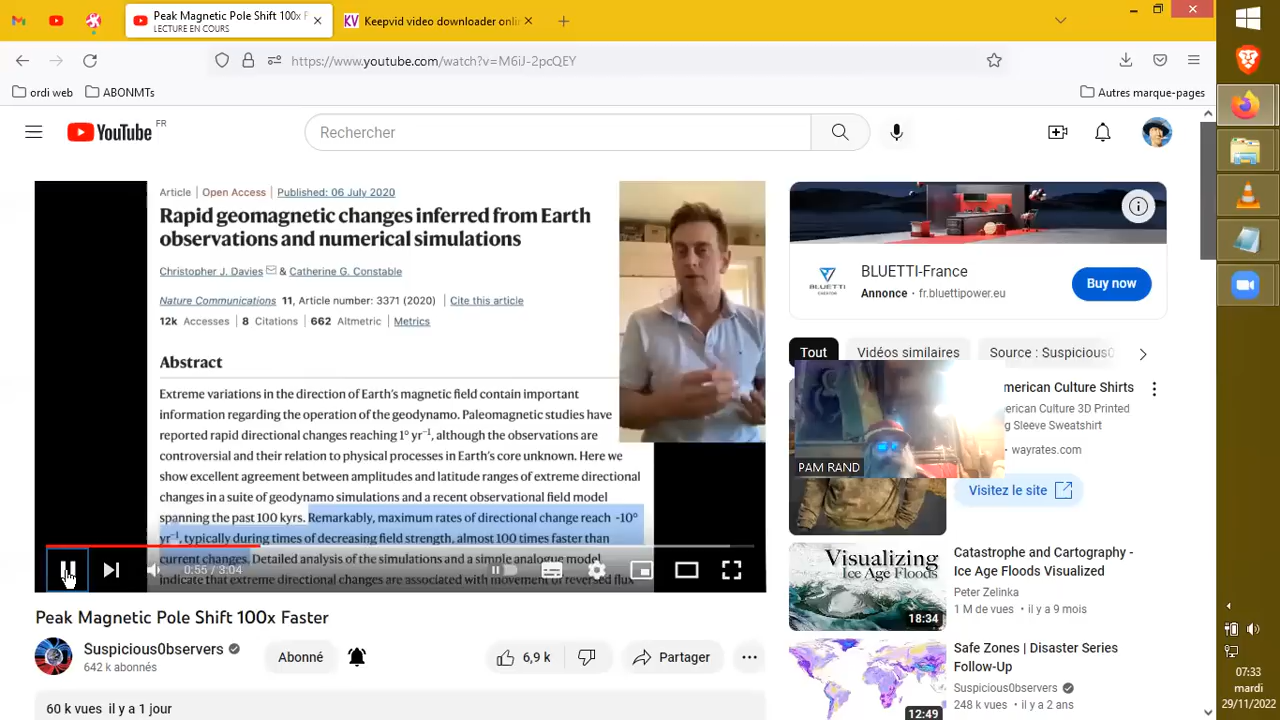 Peak Magnetic Pole Shift 100x F
LECTURE EN COURS
Keepvid video downloader onli
https://www.youtube.com/watch?v=M6iJ-2pcQEY
ordi web
ABONMTs
Autres marque-pages
YouTube FR
Rechercher
Article | Open Access | Published: 06 July 2020
Rapid geomagnetic changes inferred from Earth
observations and numerical simulations
Christopher J. Davies & Catherine G. Constable
Nature Communications 11, Article number: 3371 (2020) | Cite this article
12k Accesses | 8 Citations | 662 Altmetric | Metrics
Abstract
Extreme variations in the direction of Earth's magnetic field contain important
information regarding the operation of the geodynamo. Paleomagnetic studies have
reported rapid directional changes reaching 1° yr⁻¹, although the observations are
controversial and their relation to physical processes in Earth's core unknown. Here we
show excellent agreement between amplitudes and latitude ranges of extreme directional
changes in a suite of geodynamo simulations and a recent observational field model
spanning the past 100 kyrs. Remarkably, maximum rates of directional change reach ~10°
yr⁻¹, typically during times of decreasing field strength, almost 100 times faster than
current changes. Detailed analysis of the simulations and a simple analogue model
indicate that extreme directional changes are associated with movement of reversed flux
0:55 / 3:04
Peak Magnetic Pole Shift 100x Faster
Suspicious0bservers
642 k abonnés
Abonné
6,9 k
Partager
60 k vues il y a 1 jour
BLUETTI-France
Annonce • fr.bluettipower.eu
Buy now
BLUETTI
Tout
Vidéos similaires
Source : Suspicious0
merican Culture Shirts
erican Culture 3D Printed
g Sleeve Sweatshirt
wayrates.com
Visitez le site
PAM RAND
Visualizing
Ice Age Floods
18:34
Catastrophe and Cartography -
Ice Age Floods Visualized
Peter Zelinka
1 M de vues • il y a 9 mois
12:49
Safe Zones | Disaster Series
Follow-Up
Suspicious0bservers
248 k vues • il y a 2 ans
07:33
mardi
29/11/2022